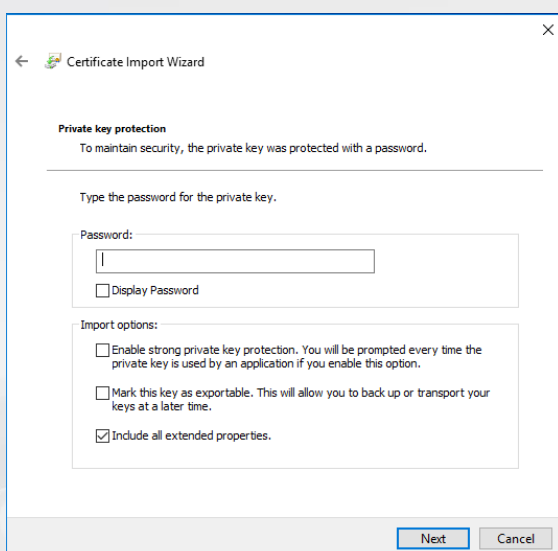 Certificate Import Wizard
Private key protection
To maintain security, the private key was protected with a password.
Type the password for the private key.
Password:
Display Password
Import options:
Enable strong private key protection. You will be prompted every time the
private key is used by an application if you enable this option.
Mark this key as exportable. This will allow you to back up or transport your
keys at a later time.
Include all extended properties.
Next Cancel